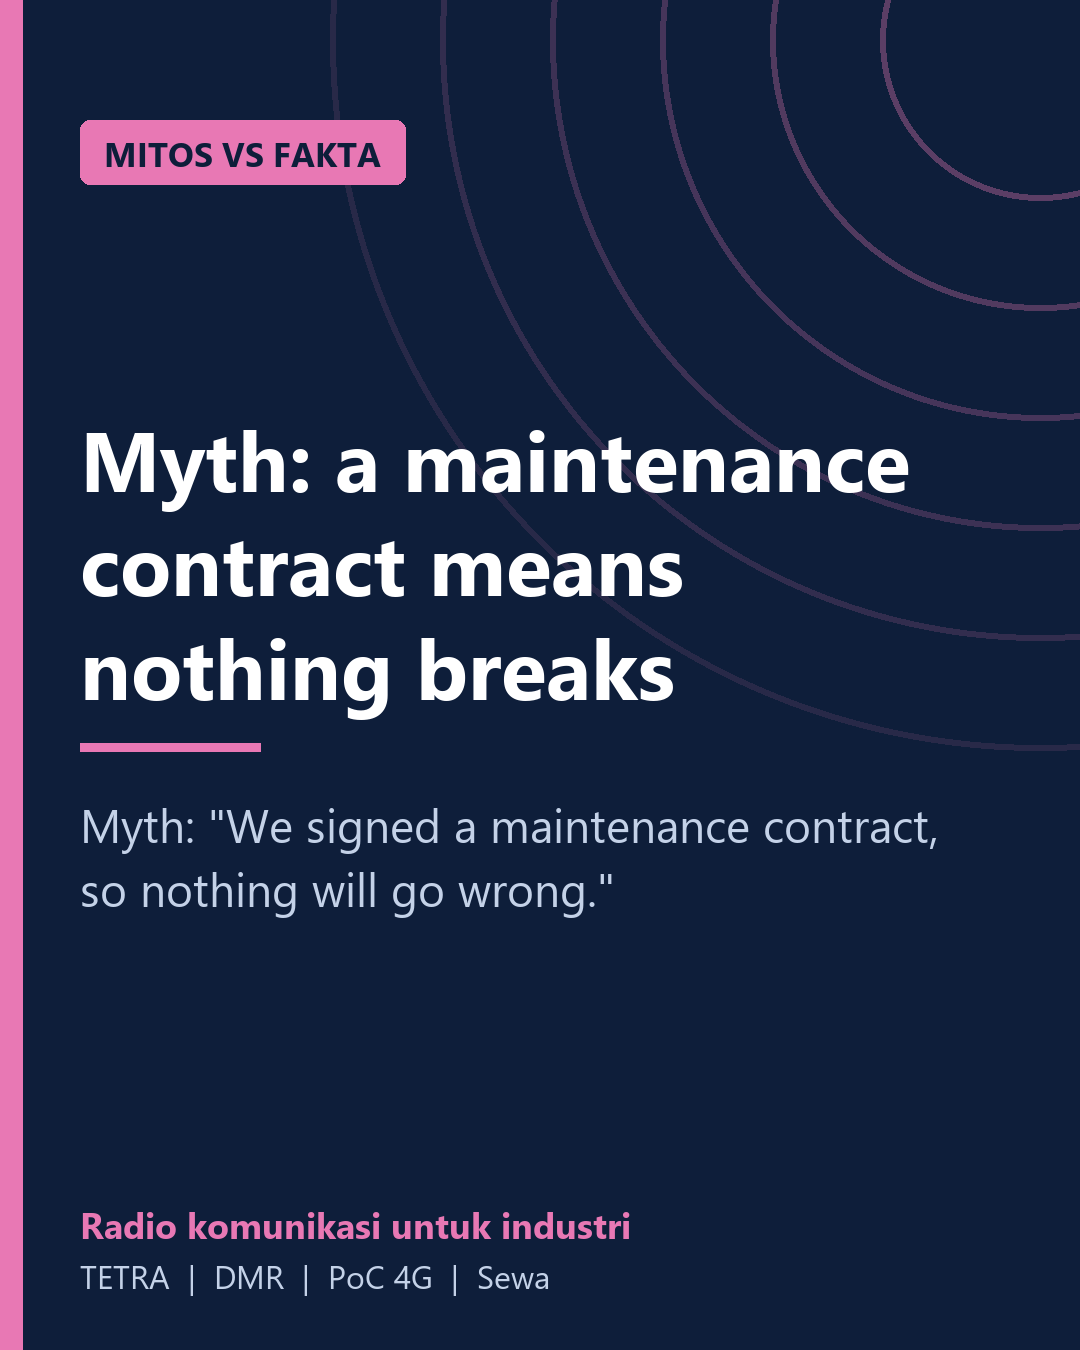 MITOS VS FAKTA
Myth: a maintenance
contract means
nothing breaks
Myth: "We signed a maintenance contract,
so nothing will go wrong."
Radio komunikasi untuk industri
TETRA | DMR | PoC 4G | Sewa